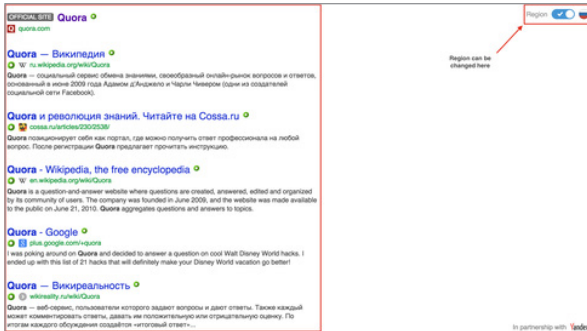 OFFICIAL SITE Quora
quora.com
Region
Region can be
changed here
Quora — Википедия
ru.wikipedia.org/wiki/Quora
Quora — социальный сервис обмена знаниями, своеобразный онлайн-рынок вопросов и ответов,
основанный в июне 2009 года Адамом д'Анджело и Чарли Чивером (одни из создателей
социальной сети Facebook).
Quora и революция знаний. Читайте на Cossa.ru
cossa.ru/articles/230/2538/
Quora позиционирует себя как портал, где можно получить ответ профессионала на любой
вопрос. После регистрации Quora предлагает прочитать инструкцию.
Quora - Wikipedia, the free encyclopedia
en.wikipedia.org/wiki/Quora
Quora is a question-and-answer website where questions are created, answered, edited and organized
by its community of users. The company was founded in June 2009, and the website was made available
to the public on June 21, 2010. Quora aggregates questions and answers to topics.
Quora - Google
plus.google.com/+quora
I was poking around on Quora and decided to answer a question on cool Walt Disney World hacks. I
ended up with this list of 21 hacks that will definitely make your Disney World vacation go better!
Quora — Викиреальность
wikireality.ru/wiki/Quora
Quora — веб-сервис, пользователи которого задают вопросы и дают ответы. Также каждый
может комментировать ответы, давать им положительную или отрицательную оценку. По
итогам каждого обсуждения создаётся «итоговый ответ»...
In partnership with